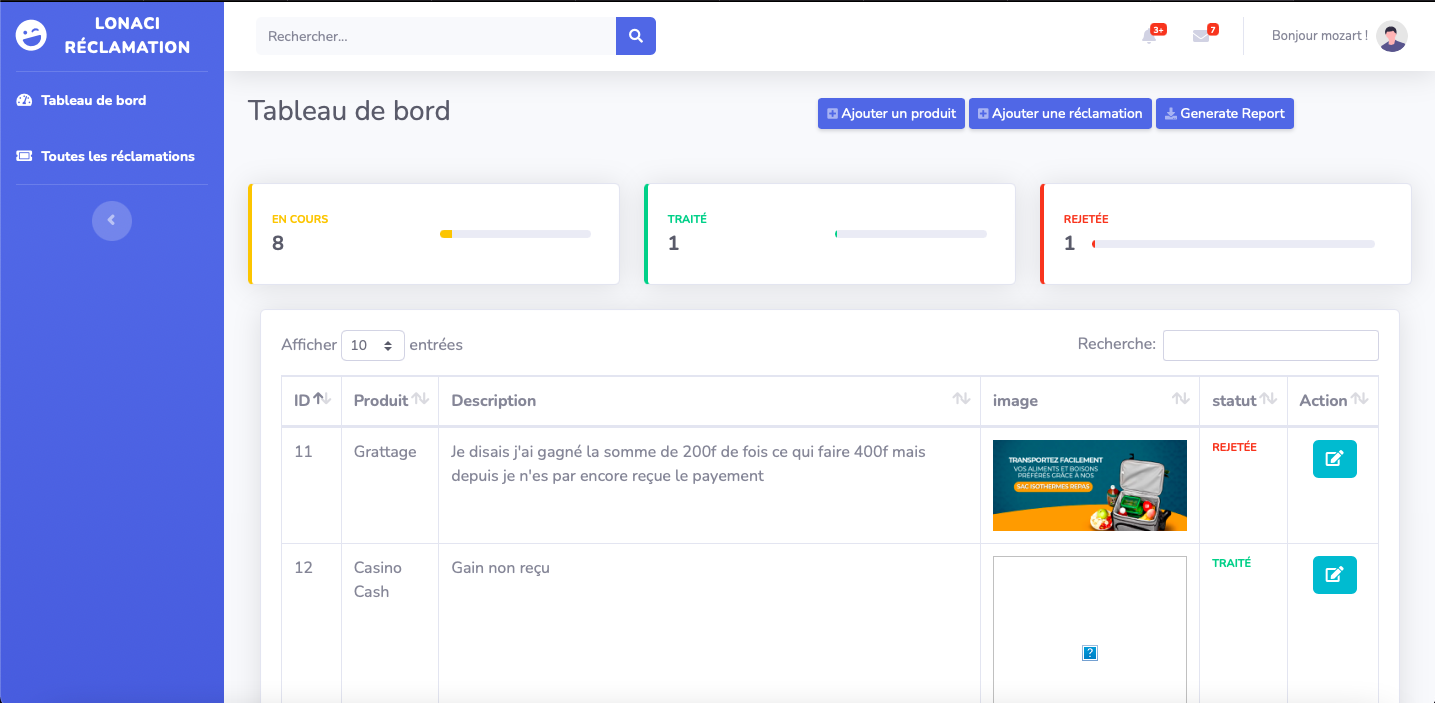 LONACI
RÉCLAMATION
Rechercher...
3+
7
Bonjour mozart !
Tableau de bord
Toutes les réclamations
Tableau de bord
Ajouter un produit
Ajouter une réclamation
Generate Report
EN COURS
8
TRAITÉ
1
REJETÉE
1
Afficher 10 entrées
Recherche:
ID Produit Description image statut Action
11 Grattage Je disais j'ai gagné la somme de 200f de fois ce qui faire 400f mais
depuis je n'es par encore reçue le payement
TRANSPORTEZ FACILEMENT
VOS ALIMENTS ET BOISSONS
PRÉFÉRÉS GRÂCE À NOS
SAC ISOTHERMES REPAS
REJETÉE
12 Casino
Cash
Gain non reçu
?
TRAITÉ